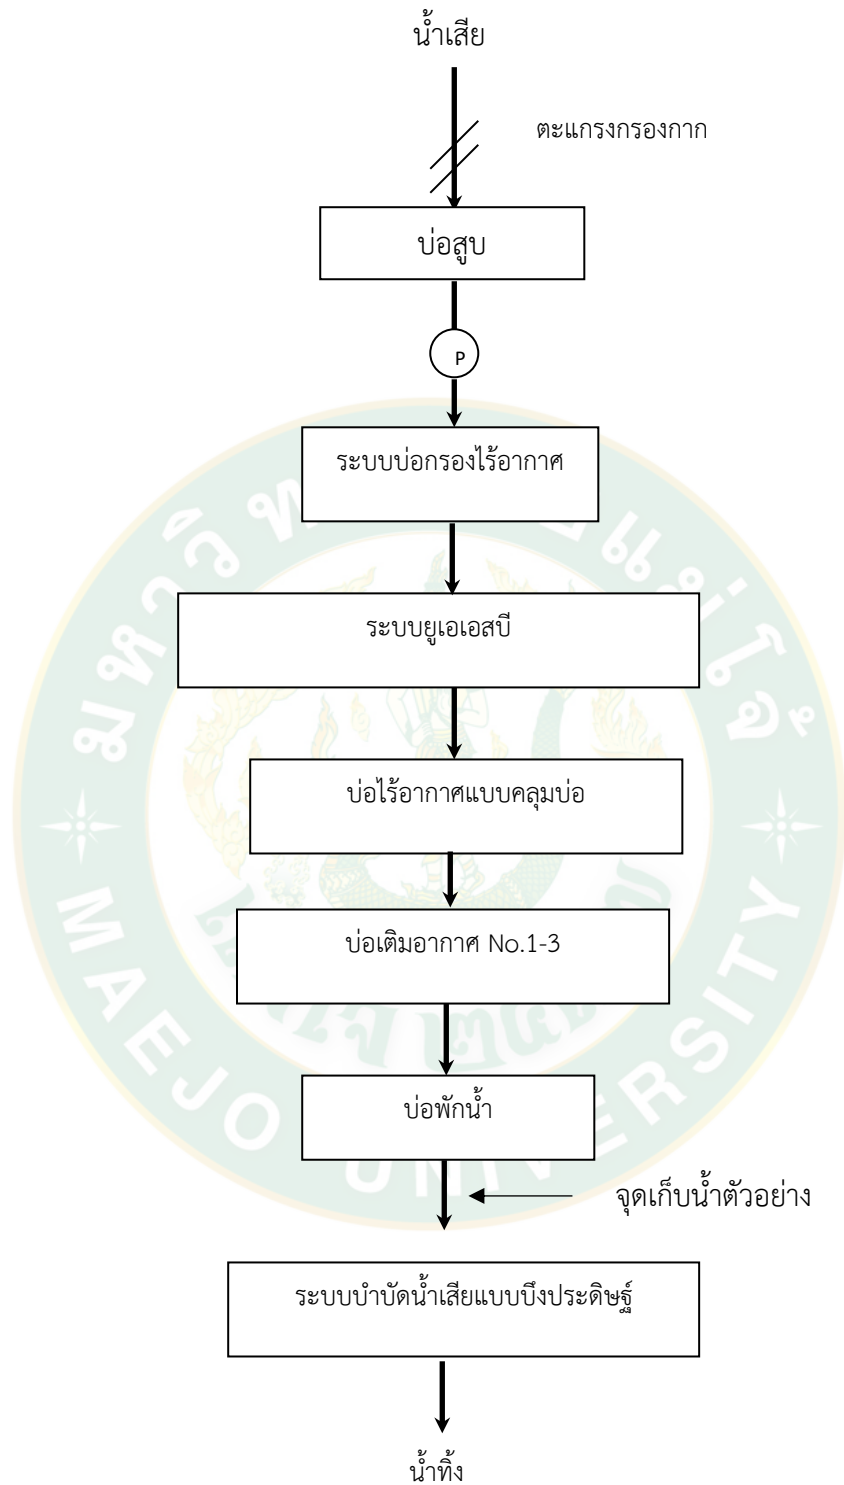 น้ำเสีย
ตะแกรงกรองกาก
บ่อสูบ
P
ระบบบ่อกรองไร้อากาศ
ระบบยูเอเอสบี
บ่อไร้อากาศแบบคลุมบ่อ
บ่อเติมอากาศ No.1-3
บ่อพักน้ำ
จุดเก็บน้ำตัวอย่าง
ระบบบำบัดน้ำเสียแบบบึงประดิษฐ์
น้ำทิ้ง
MAEJO UNIVERSITY